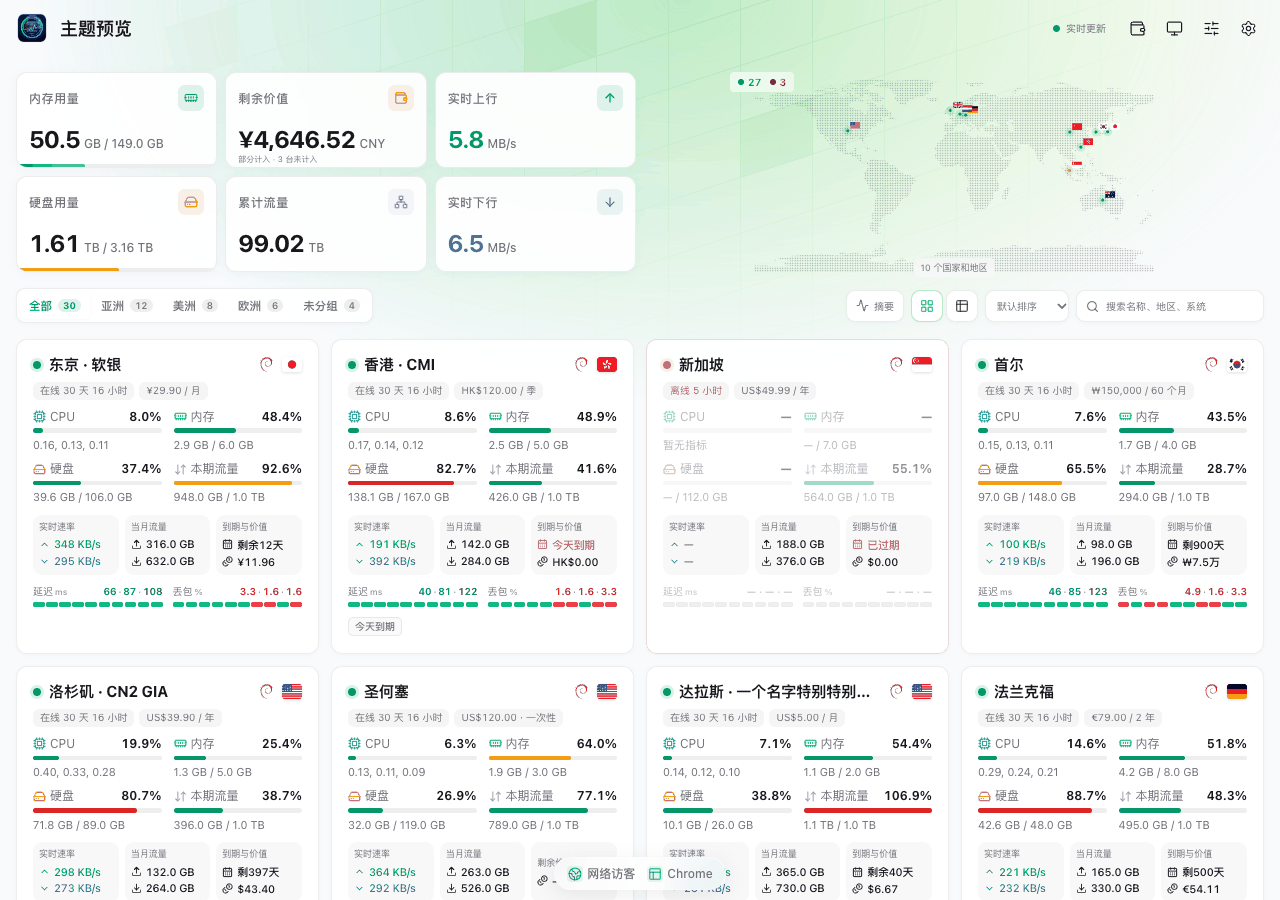 主题预览
实时更新
内存用量
50.5 GB / 149.0 GB
剩余价值
¥4,646.52 CNY
部分计入 · 3 台未计入
实时上行
5.8 MB/s
硬盘用量
1.61 TB / 3.16 TB
累计流量
99.02 TB
实时下行
6.5 MB/s
27 3
10 个国家和地区
全部 30 亚洲 12 美洲 8 欧洲 6 未分组 4
摘要
默认排序
搜索名称、地区、系统
东京 · 软银
在线 30 天 16 小时 ¥29.90 / 月
CPU 8.0% 内存 48.4%
0.16, 0.13, 0.11 2.9 GB / 6.0 GB
硬盘 37.4% 本期流量 92.6%
39.6 GB / 106.0 GB 948.0 GB / 1.0 TB
实时速率 当月流量 到期与价值
348 KB/s 316.0 GB 剩余12天
295 KB/s 632.0 GB ¥11.96
延迟 ms 66 · 87 · 108 丢包 % 3.3 · 1.6 · 1.6
香港 · CMI
在线 30 天 16 小时 HK$120.00 / 季
CPU 8.6% 内存 48.9%
0.17, 0.14, 0.12 2.5 GB / 5.0 GB
硬盘 82.7% 本期流量 41.6%
138.1 GB / 167.0 GB 426.0 GB / 1.0 TB
实时速率 当月流量 到期与价值
191 KB/s 142.0 GB 今天到期
392 KB/s 284.0 GB HK$0.00
延迟 ms 40 · 81 · 122 丢包 % 1.6 · 1.6 · 3.3
今天到期
新加坡
离线 5 小时 US$49.99 / 年
CPU — 内存 —
暂无指标 — / 7.0 GB
硬盘 — 本期流量 55.1%
— / 112.0 GB 564.0 GB / 1.0 TB
实时速率 当月流量 到期与价值
— 188.0 GB 已过期
— 376.0 GB $0.00
延迟 ms — · — · — 丢包 % — · — · —
首尔
在线 30 天 16 小时 ₩150,000 / 60 个月
CPU 7.6% 内存 43.5%
0.15, 0.13, 0.11 1.7 GB / 4.0 GB
硬盘 65.5% 本期流量 28.7%
97.0 GB / 148.0 GB 294.0 GB / 1.0 TB
实时速率 当月流量 到期与价值
100 KB/s 98.0 GB 剩900天
219 KB/s 196.0 GB ₩7.5万
延迟 ms 46 · 85 · 123 丢包 % 4.9 · 1.6 · 3.3
洛杉矶 · CN2 GIA
在线 30 天 16 小时 US$39.90 / 年
CPU 19.9% 内存 25.4%
0.40, 0.33, 0.28 1.3 GB / 5.0 GB
硬盘 80.7% 本期流量 38.7%
71.8 GB / 89.0 GB 396.0 GB / 1.0 TB
实时速率 当月流量 到期与价值
298 KB/s 132.0 GB 剩397天
273 KB/s 264.0 GB $43.40
圣何塞
在线 30 天 16 小时 US$120.00 · 一次性
CPU 6.3% 内存 64.0%
0.13, 0.11, 0.09 1.9 GB / 3.0 GB
硬盘 26.9% 本期流量 77.1%
32.0 GB / 119.0 GB 789.0 GB / 1.0 TB
实时速率 当月流量 剩余
364 KB/s 263.0 GB
292 KB/s 526.0 GB
达拉斯 · 一个名字特别特别...
在线 30 天 16 小时 US$5.00 / 月
CPU 7.1% 内存 54.4%
0.14, 0.12, 0.10 1.1 GB / 2.0 GB
硬盘 38.8% 本期流量 106.9%
10.1 GB / 26.0 GB 1.1 TB / 1.0 TB
实时速率 当月流量 到期与价值
365.0 GB 剩余40天
730.0 GB $6.67
法兰克福
在线 30 天 16 小时 €79.00 / 2 年
CPU 14.6% 内存 51.8%
0.29, 0.24, 0.21 4.2 GB / 8.0 GB
硬盘 88.7% 本期流量 48.3%
42.6 GB / 48.0 GB 495.0 GB / 1.0 TB
实时速率 当月流量 到期与价值
221 KB/s 165.0 GB 剩500天
232 KB/s 330.0 GB €54.11
网络访客 Chrome